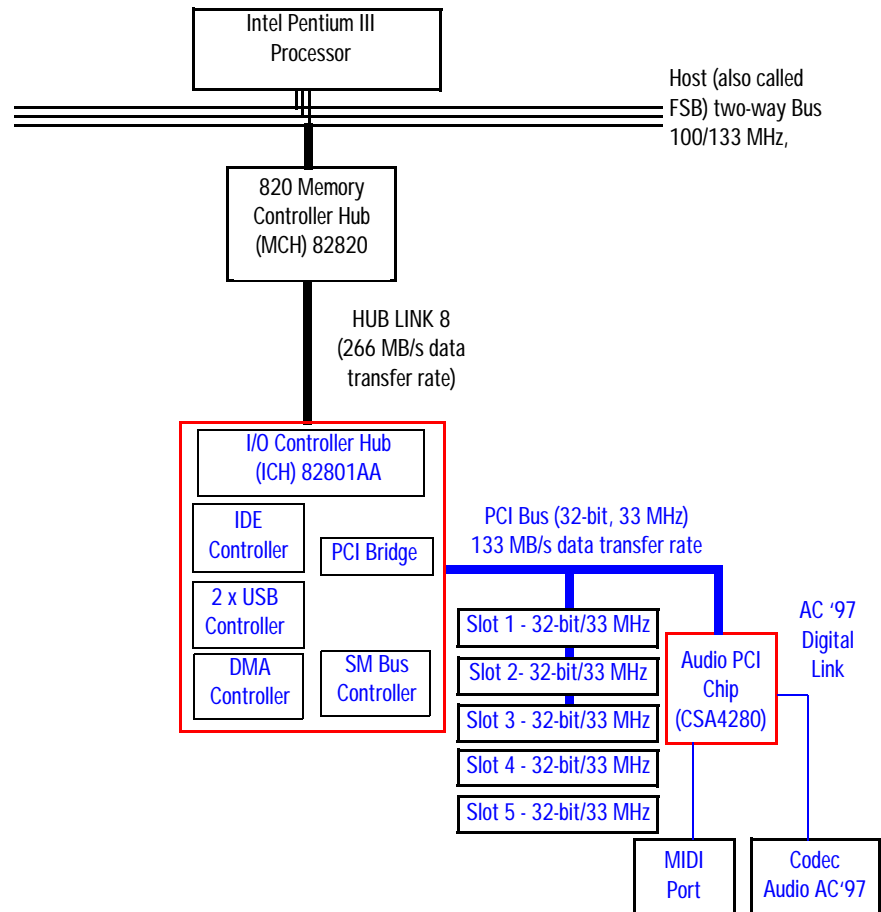 Intel Pentium III
Processor
Host (also called
FSB) two-way Bus
100/133 MHz,
820 Memory
Controller Hub
(MCH) 82820
HUB LINK 8
(266 MB/s data
transfer rate)
I/O Controller Hub
(ICH) 82801AA
IDE
Controller
PCI Bridge
2 x USB
Controller
DMA
Controller
SM Bus
Controller
PCI Bus (32-bit, 33 MHz)
133 MB/s data transfer rate
Slot 1 - 32-bit/33 MHz
Slot 2- 32-bit/33 MHz
Slot 3 - 32-bit/33 MHz
Slot 4 - 32-bit/33 MHz
Slot 5 - 32-bit/33 MHz
Audio PCI
Chip
(CSA4280)
AC ‘97
Digital
Link
MIDI
Port
Codec
Audio AC‘97